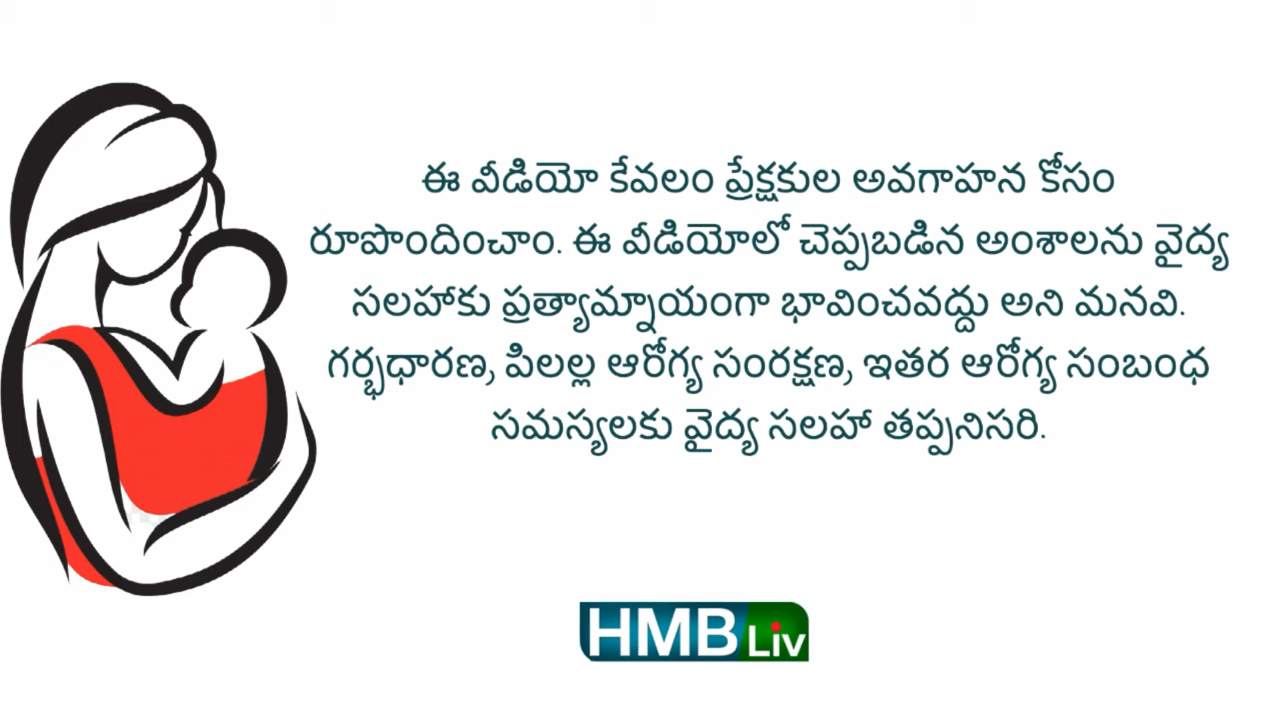 ఈ వీడియో కేవలం ప్రేక్షకుల అవగాహన కోసం
రూపొందించాం. ఈ వీడియోలో చెప్పబడిన అంశాలను వైద్య
సలహాకు ప్రత్యామ్నాయంగా భావించవద్దు అని మనవి.
గర్భధారణ, పిలల్ల ఆరోగ్య సంరక్షణ, ఇతర ఆరోగ్య సంబంధ
సమస్యలకు వైద్య సలహా తప్పనిసరి.
HMB Liv